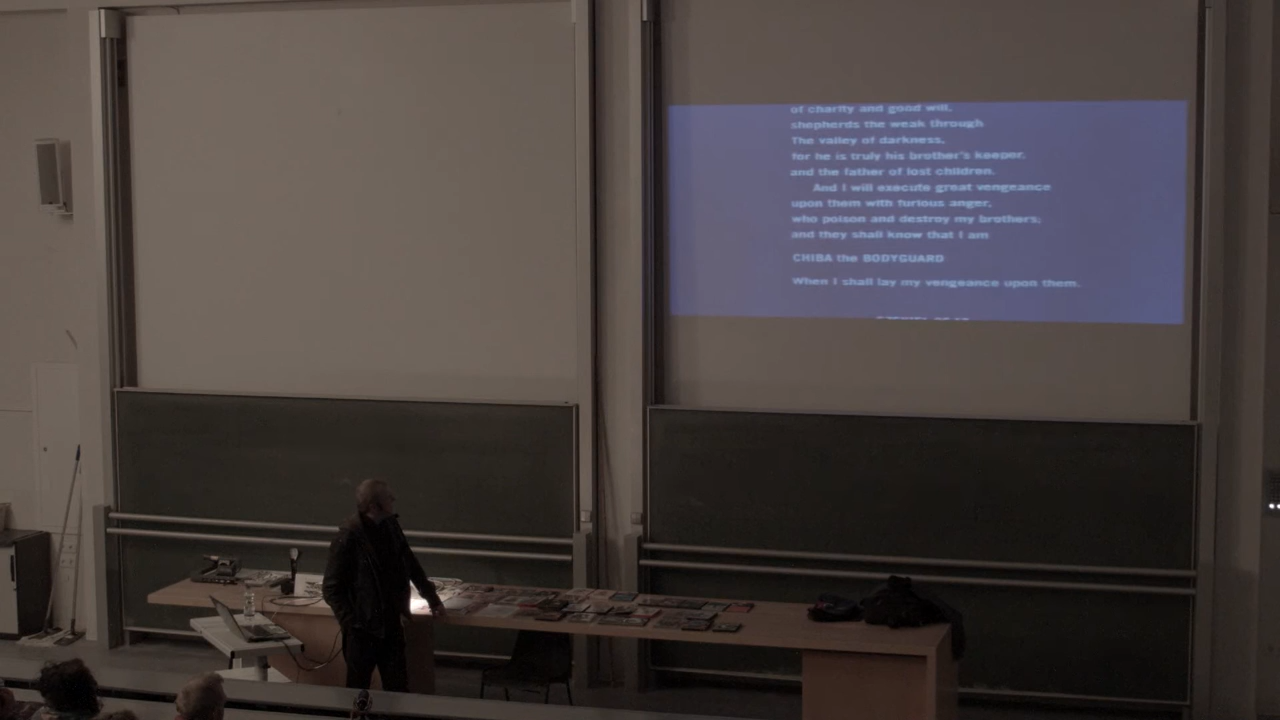 of charity and good will,
shepherds the weak through
The valley of darkness,
for he is truly his brother's keeper,
and the father of lost children.
And I will execute great vengeance
upon them with furious anger,
who poison and destroy my brothers;
and they shall know that I am
CHIBA the BODYGUARD
When I shall lay my vengeance upon them.